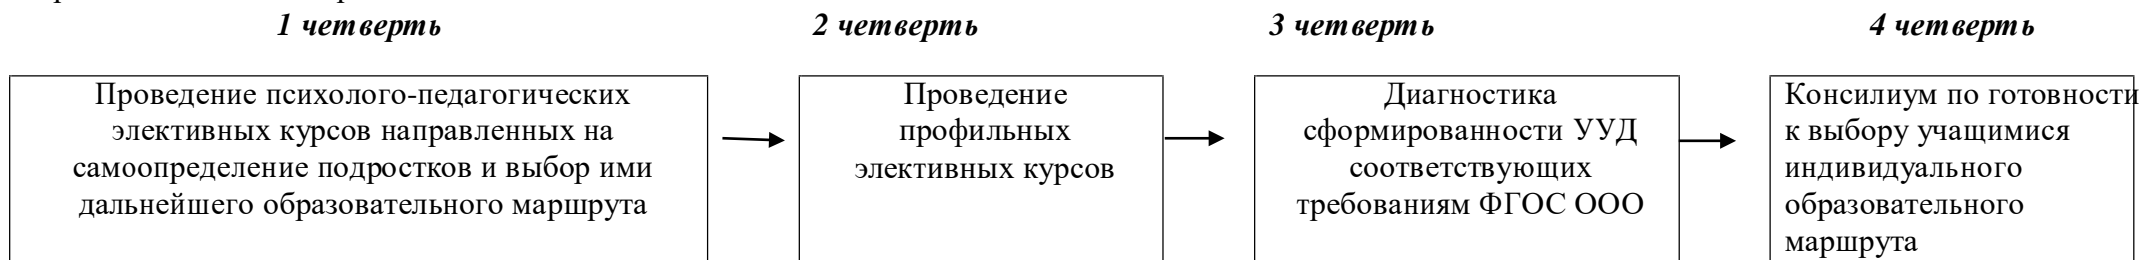 1 четверть
2 четверть
3 четверть
4 четверть
Проведение психолого-педагогических
элективных курсов направленных на
самоопределение подростков и выбор ими
дальнейшего образовательного маршрута
Проведение
профильных
элективных курсов
Диагностика
сформированности УУД
соответствующих
требованиям ФГОС ООО
Консилиум по готовности
к выбору учащимися
индивидуального
образовательного
маршрута